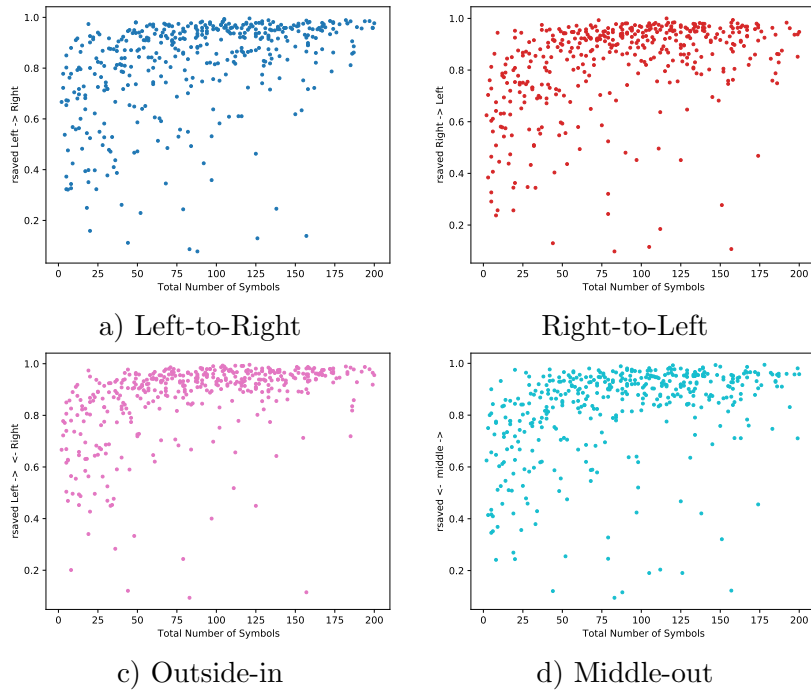 1.0
0.8
0.6
0.4
0.2
rsaved Left -> Right
0 25 50 75 100 125 150 175 200
Total Number of Symbols
a) Left-to-Right
1.0
0.8
0.6
0.4
0.2
rsaved Right -> Left
0 25 50 75 100 125 150 175 200
Total Number of Symbols
Right-to-Left
1.0
0.8
0.6
0.4
0.2
rsaved Left -> <- Right
0 25 50 75 100 125 150 175 200
Total Number of Symbols
c) Outside-in
1.0
0.8
0.6
0.4
0.2
rsaved <- middle ->
0 25 50 75 100 125 150 175 200
Total Number of Symbols
d) Middle-out